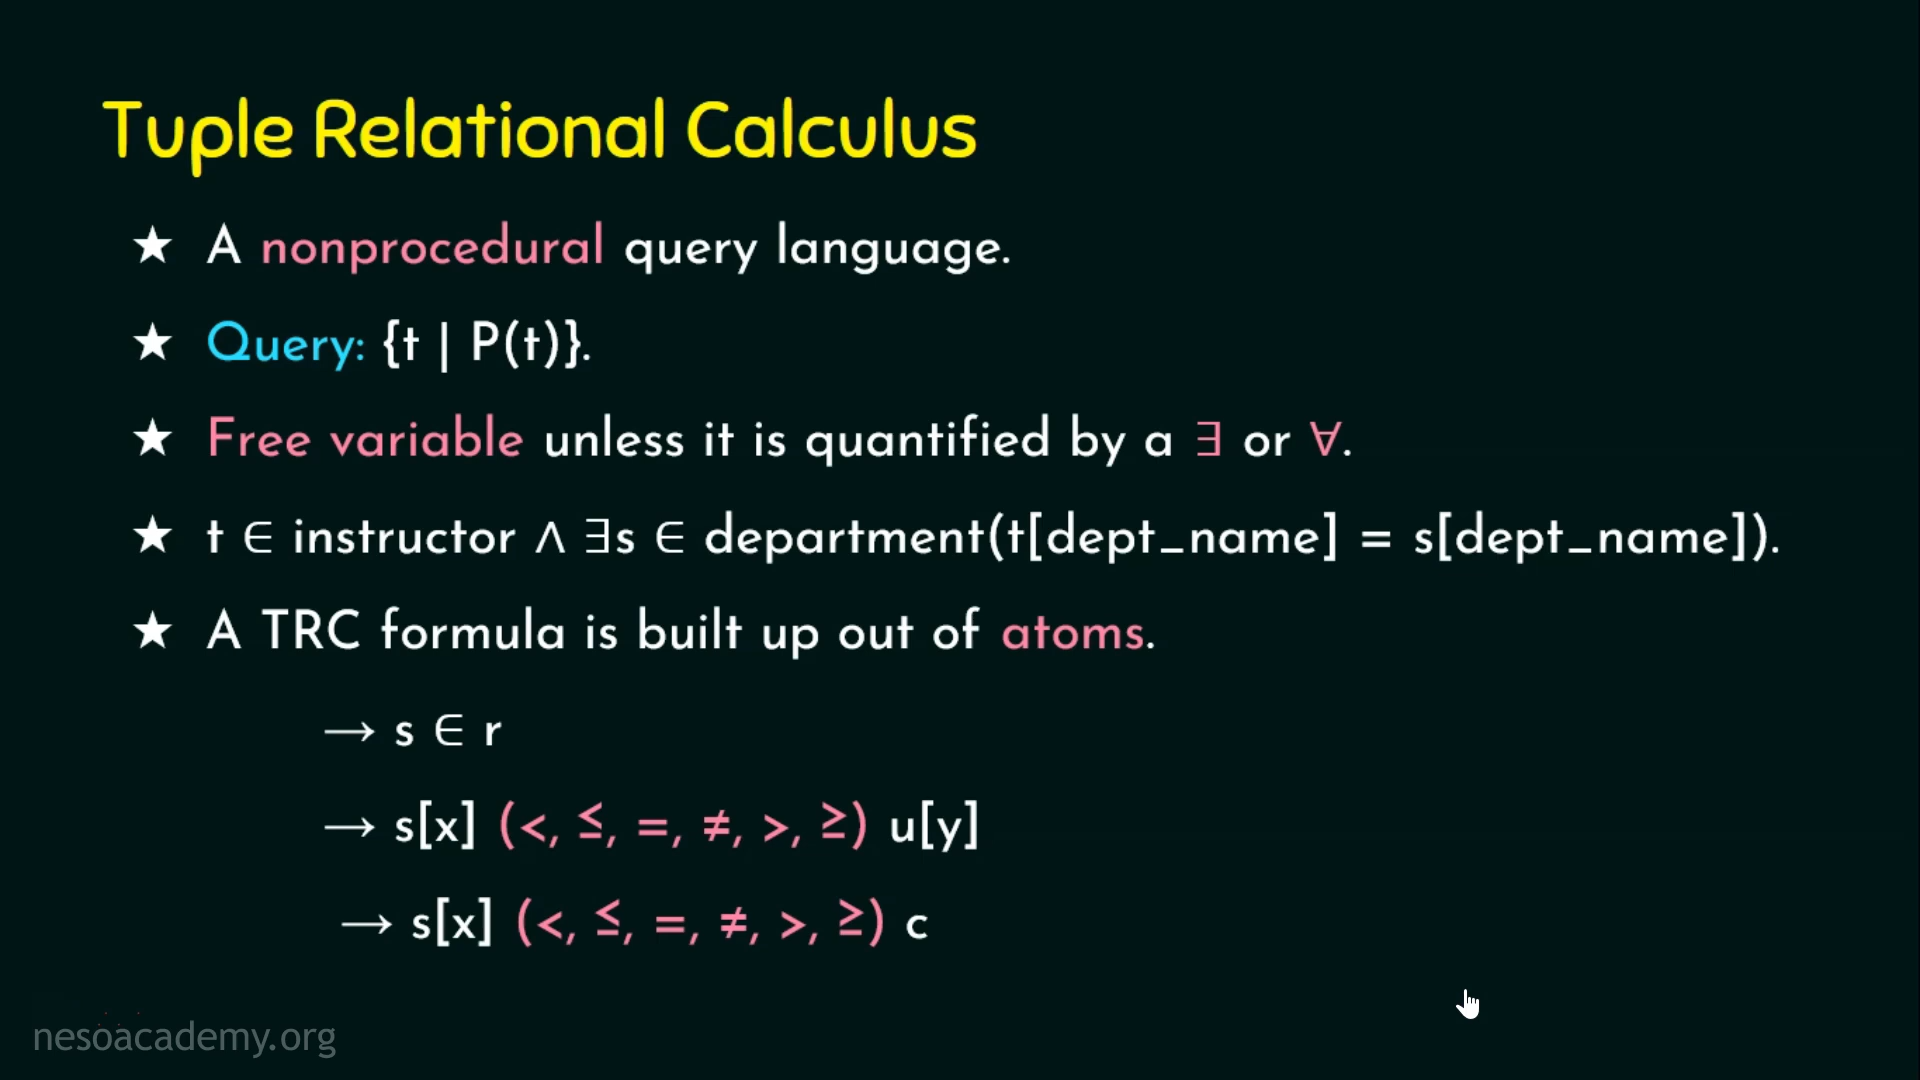 Tuple Relational Calculus
★ A nonprocedural query language.
★ Query: {t | P(t)}.
★ Free variable unless it is quantified by a ∃ or ∀.
★ t ∈ instructor ∧ ∃s ∈ department(t[dept_name] = s[dept_name]).
★ A TRC formula is built up out of atoms.
→ s ∈ r
→ s[x] (<, ≤, =, ≠, >, ≥) u[y]
→ s[x] (<, ≤, =, ≠, >, ≥) c
nesoacademy.org